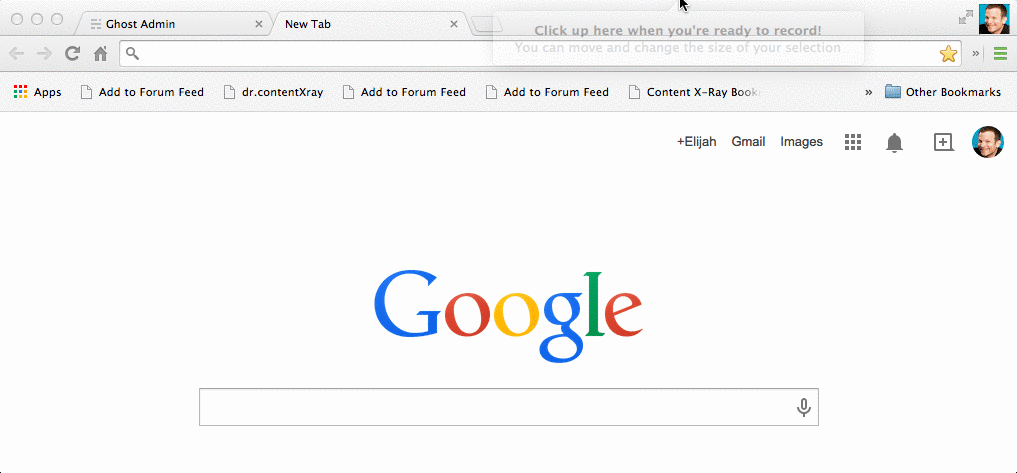 Ghost Admin
New Tab
Click up here when you're ready to record!
You can move and change the size of your selection
»
Apps
Add to Forum Feed
dr.contentXray
Add to Forum Feed
Add to Forum Feed
Content X-Ray Book
»
Other Bookmarks
+Elijah
Gmail
Images
Google